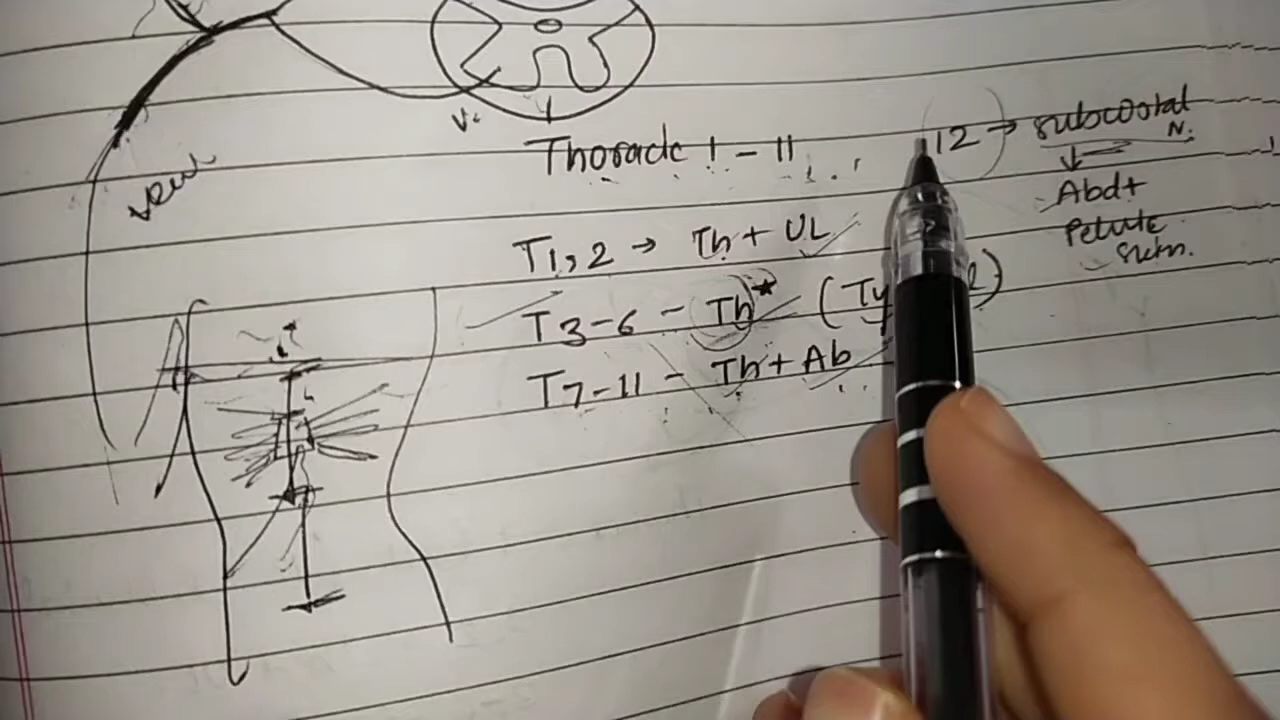 Thoracic 1 - 11
12 → subcostal N.
Abd +
T1,2 → Th + UL
T3-6 - Th*
T7-11 - Th + Ab